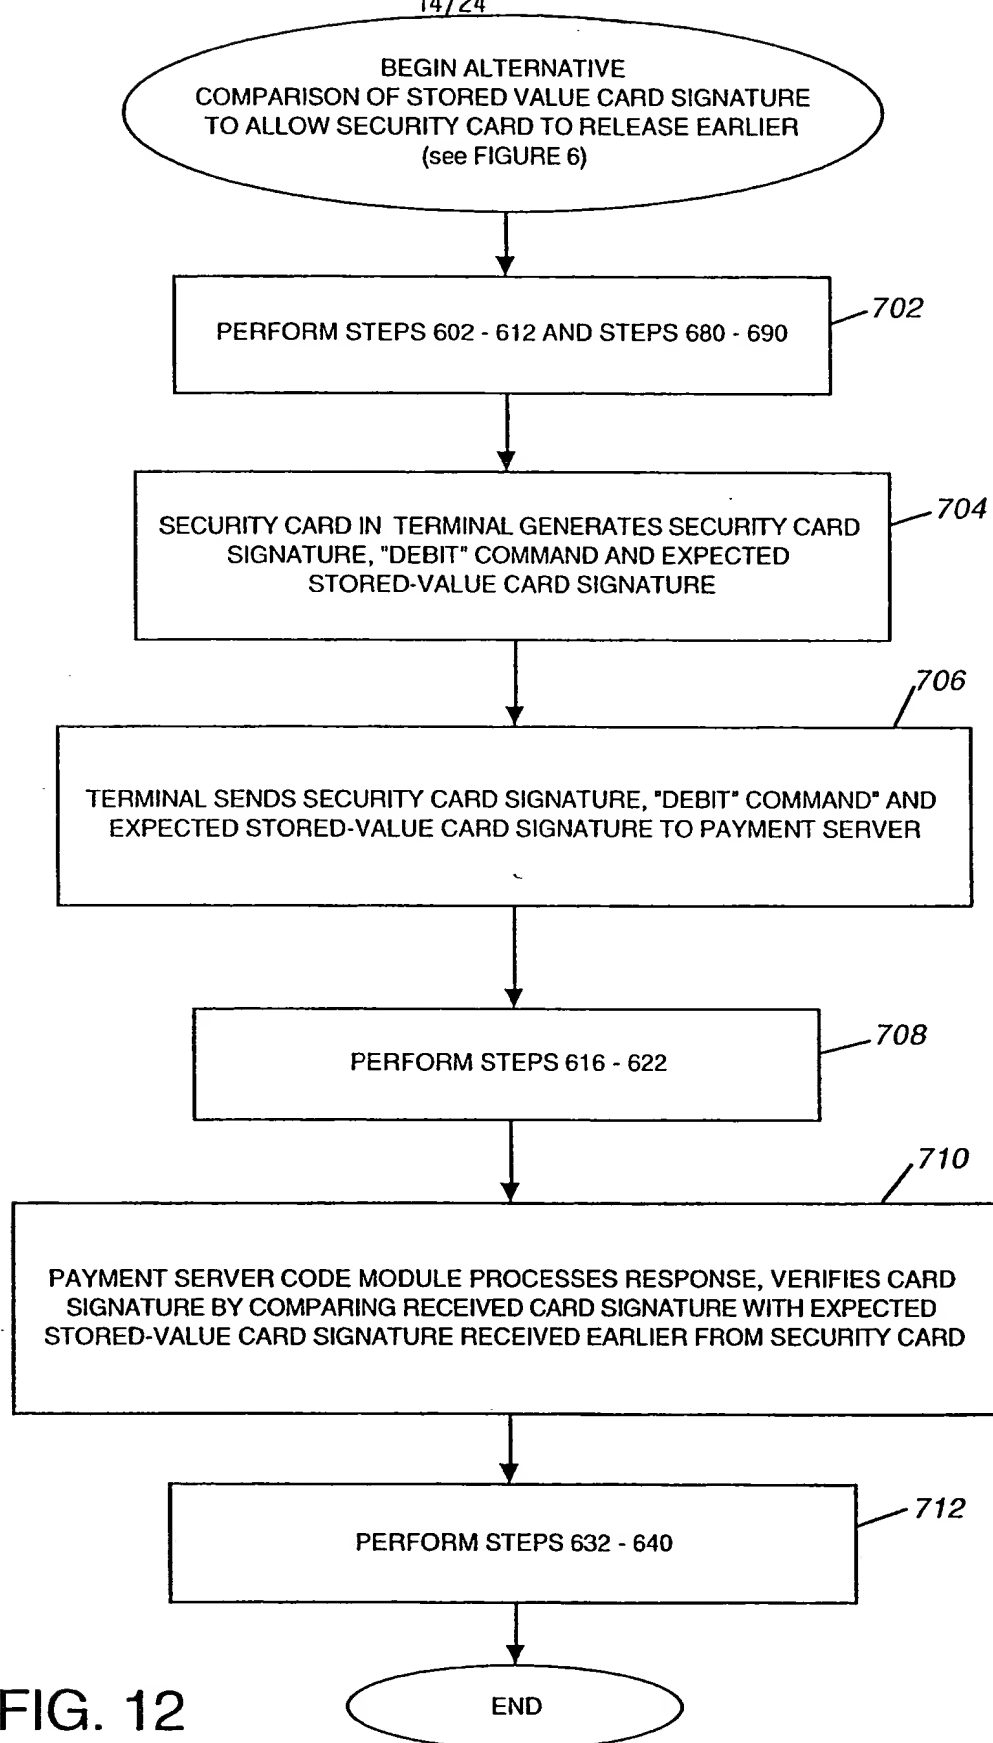 14/24
BEGIN ALTERNATIVE
COMPARISON OF STORED VALUE CARD SIGNATURE
TO ALLOW SECURITY CARD TO RELEASE EARLIER
(see FIGURE 6)
PERFORM STEPS 602 - 612 AND STEPS 680 - 690
702
SECURITY CARD IN TERMINAL GENERATES SECURITY CARD
SIGNATURE, "DEBIT" COMMAND AND EXPECTED
STORED-VALUE CARD SIGNATURE
704
706
TERMINAL SENDS SECURITY CARD SIGNATURE, "DEBIT" COMMAND" AND
EXPECTED STORED-VALUE CARD SIGNATURE TO PAYMENT SERVER
PERFORM STEPS 616 - 622
708
710
PAYMENT SERVER CODE MODULE PROCESSES RESPONSE, VERIFIES CARD
SIGNATURE BY COMPARING RECEIVED CARD SIGNATURE WITH EXPECTED
STORED-VALUE CARD SIGNATURE RECEIVED EARLIER FROM SECURITY CARD
PERFORM STEPS 632 - 640
712
END
FIG. 12